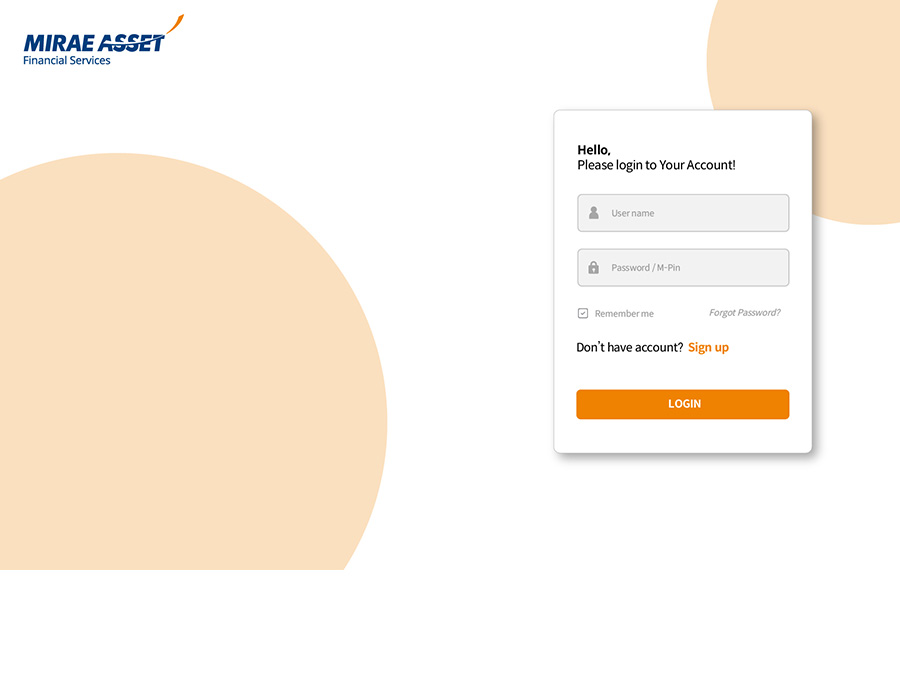 MIRAE ASSET
Financial Services
Hello,
Please login to Your Account!
User name
Password / M-Pin
Remember me
Forgot Password?
Don't have account? Sign up
LOGIN